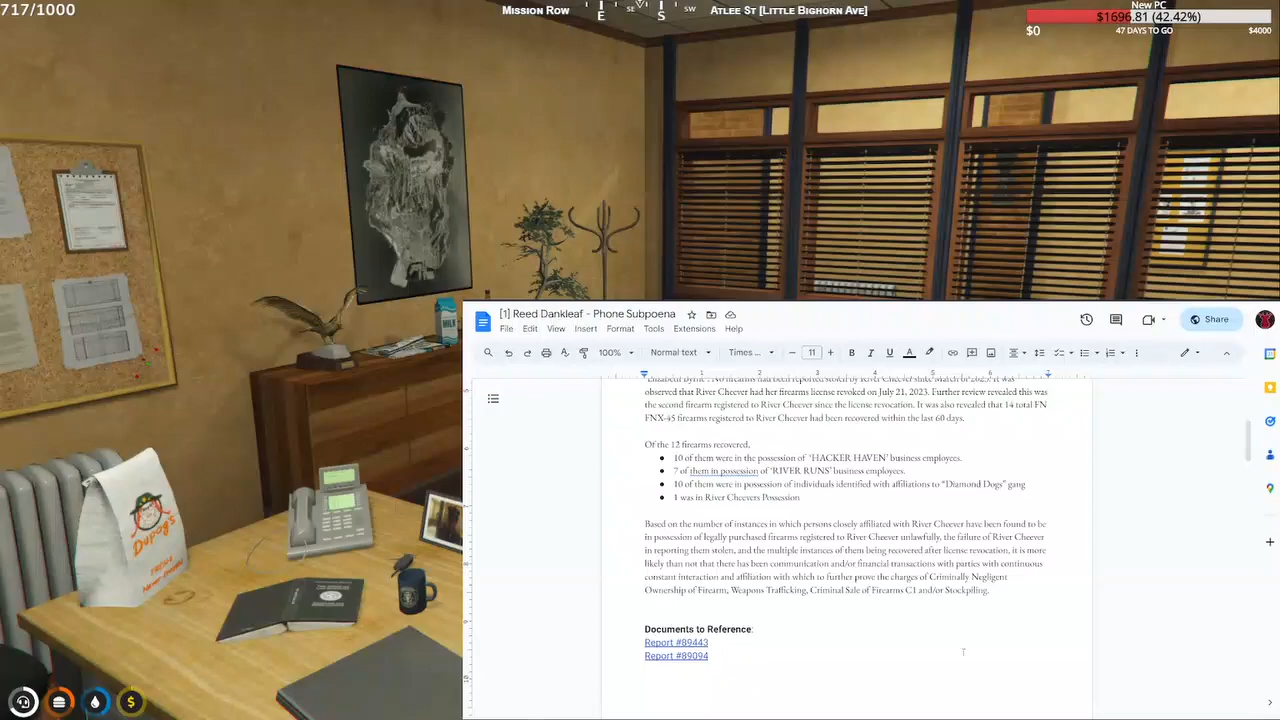 717/1000
Mission Row
E
SE
S
SW
Atlee St [Little Bighorn Ave]
New PC
$1696.81 (42.42%)
$0
47 DAYS TO GO
$4000
MILK
Dupog's
[1] Reed Dankleaf - Phone Subpoena
File Edit View Insert Format Tools Extensions Help
Share
100% Normal text Times ... 11 B I U A
1 2 3 4 5 6 7
observed that River Cheever had her firearms license revoked on July 21, 2023. Further review revealed this was
the second firearm registered to River Cheever since the license revocation. It was also revealed that 14 total FN
FNX-45 firearms registered to River Cheever had been recovered within the last 60 days.
Of the 12 firearms recovered,
● 10 of them were in the possession of 'HACKER HAVEN' business employees.
● 7 of them in possession of 'RIVER RUNS' business employees.
● 10 of them were in possession of individuals identified with affiliations to "Diamond Dogs" gang
● 1 was in River Cheevers Possession
Based on the number of instances in which persons closely affiliated with River Cheever have been found to be
in possession of legally purchased firearms registered to River Cheever unlawfully, the failure of River Cheever
in reporting them stolen, and the multiple instances of them being recovered after license revocation, it is more
likely than not that there has been communication and/or financial transactions with parties with continuous
constant interaction and affiliation with which to further prove the charges of Criminally Negligent
Ownership of Firearm, Weapons Trafficking, Criminal Sale of Firearms C1 and/or Stockpiling.
Documents to Reference:
Report #89443
Report #89094